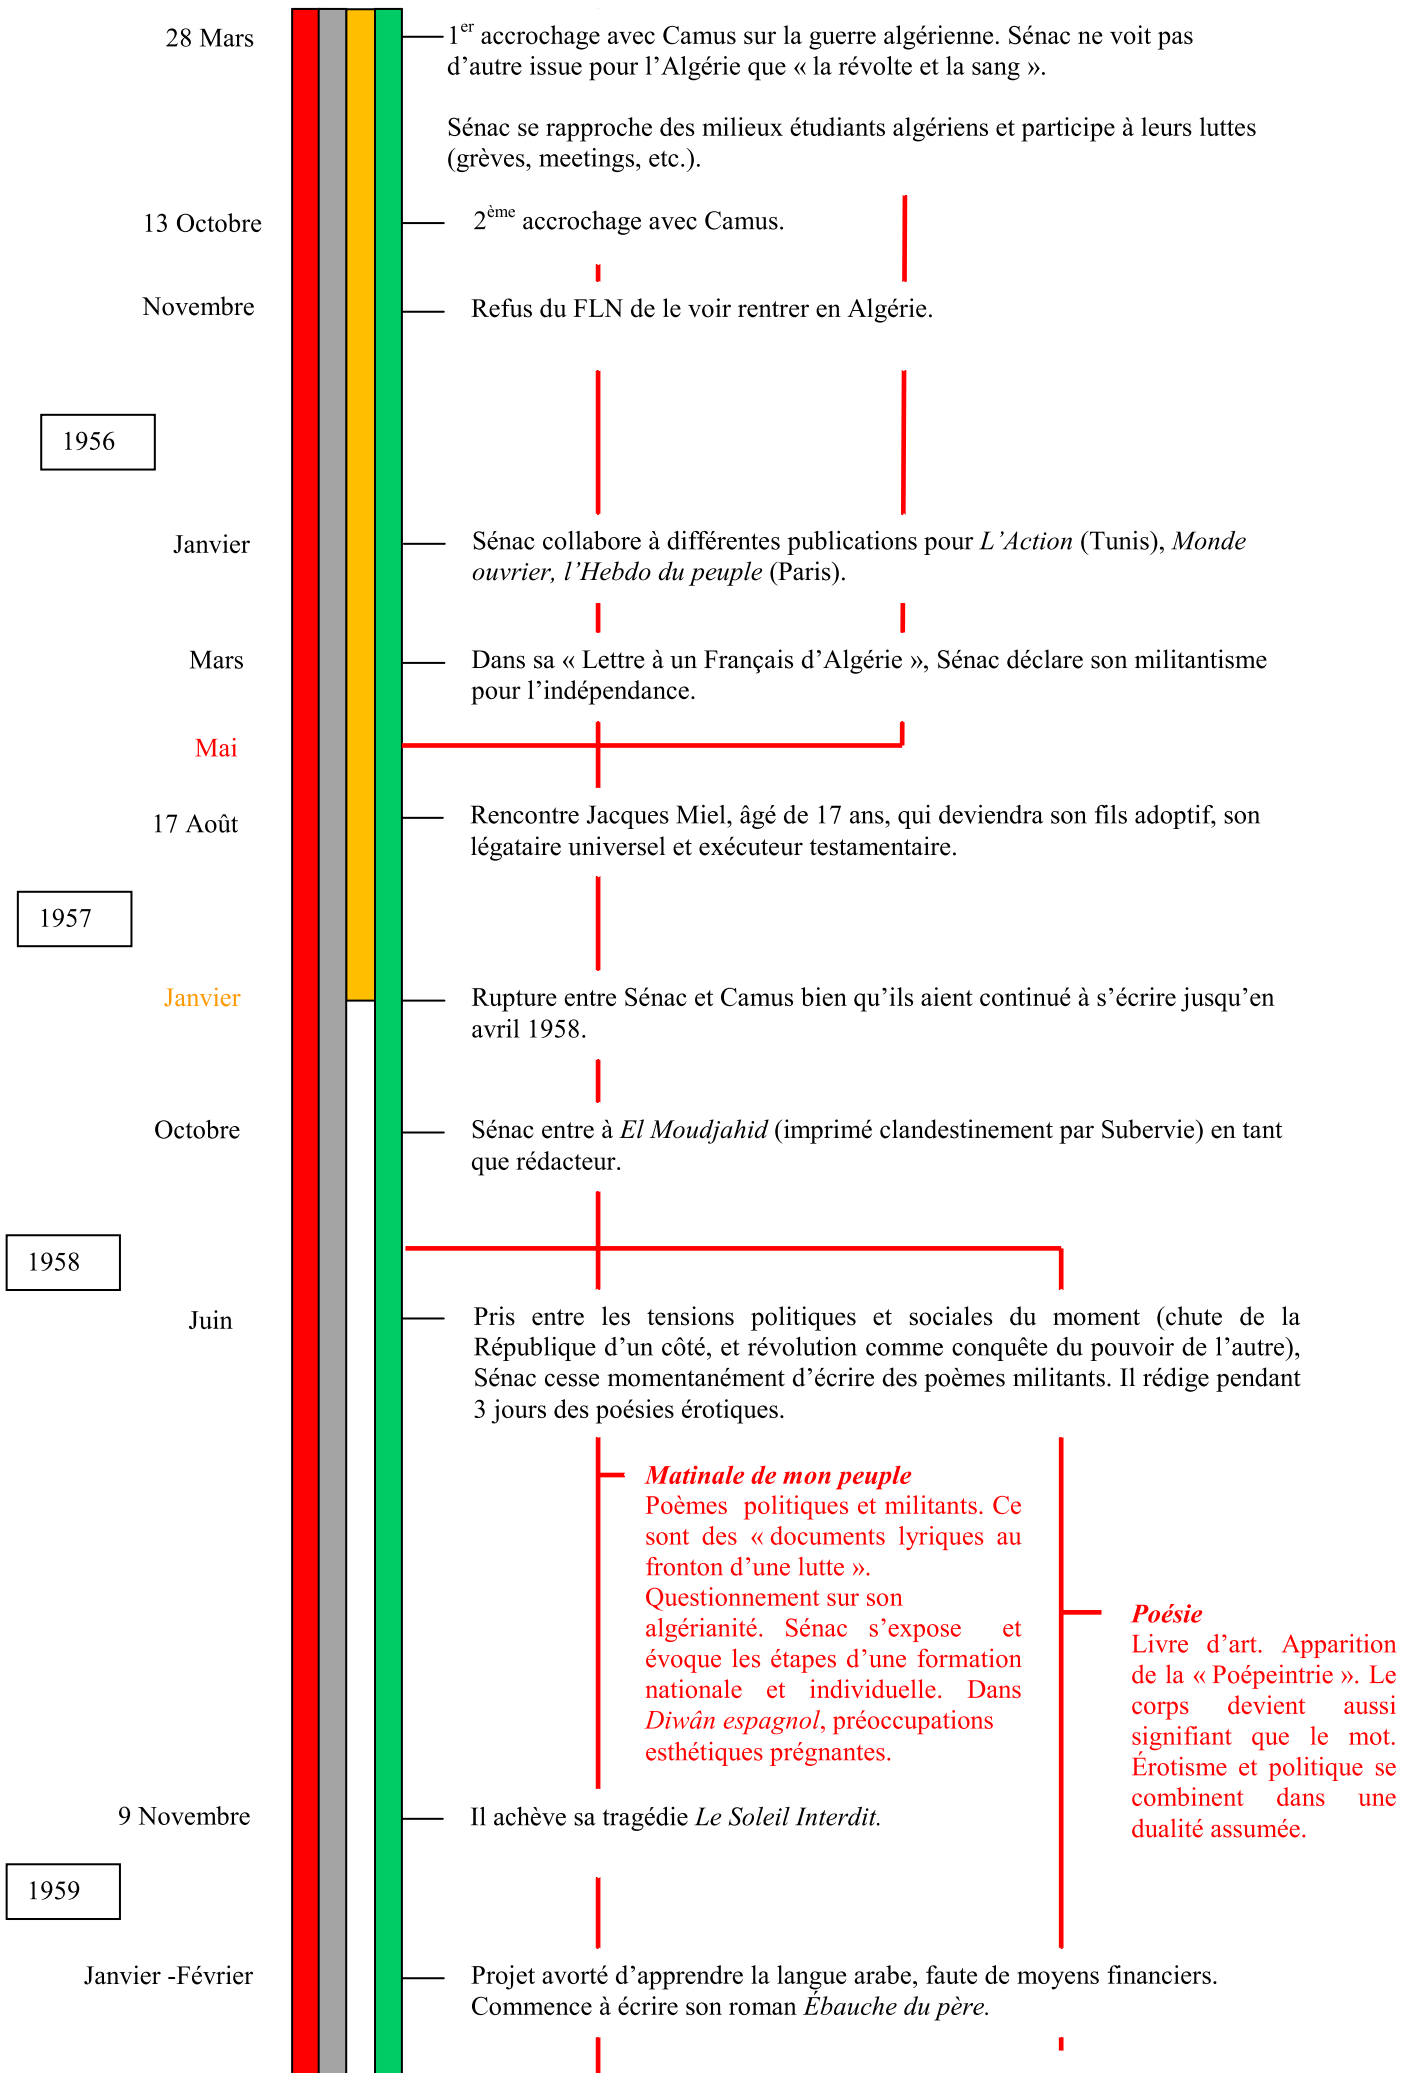 28 Mars
1er accrochage avec Camus sur la guerre algérienne. Sénac ne voit pas
d’autre issue pour l’Algérie que « la révolte et la sang ».
Sénac se rapproche des milieux étudiants algériens et participe à leurs luttes
(grèves, meetings, etc.).
13 Octobre
2ème accrochage avec Camus.
Novembre
Refus du FLN de le voir rentrer en Algérie.
1956
Janvier
Sénac collabore à différentes publications pour L’Action (Tunis), Monde
ouvrier, l’Hebdo du peuple (Paris).
Mars
Dans sa « Lettre à un Français d’Algérie », Sénac déclare son militantisme
pour l’indépendance.
Mai
17 Août
Rencontre Jacques Miel, âgé de 17 ans, qui deviendra son fils adoptif, son
légataire universel et exécuteur testamentaire.
1957
Janvier
Rupture entre Sénac et Camus bien qu’ils aient continué à s’écrire jusqu’en
avril 1958.
Octobre
Sénac entre à El Moudjahid (imprimé clandestinement par Subervie) en tant
que rédacteur.
1958
Juin
Pris entre les tensions politiques et sociales du moment (chute de la
République d’un côté, et révolution comme conquête du pouvoir de l’autre),
Sénac cesse momentanément d’écrire des poèmes militants. Il rédige pendant
3 jours des poésies érotiques.
Matinale de mon peuple
Poèmes politiques et militants. Ce
sont des « documents lyriques au
fronton d’une lutte ».
Questionnement sur son
algérianité. Sénac s’expose et
évoque les étapes d’une formation
nationale et individuelle. Dans
Diwân espagnol, préoccupations
esthétiques prégnantes.
Poésie
Livre d’art. Apparition
de la « Poépeintrie ». Le
corps devient aussi
signifiant que le mot.
Érotisme et politique se
combinent dans une
dualité assumée.
9 Novembre
Il achève sa tragédie Le Soleil Interdit.
1959
Janvier -Février
Projet avorté d’apprendre la langue arabe, faute de moyens financiers.
Commence à écrire son roman Ébauche du père.